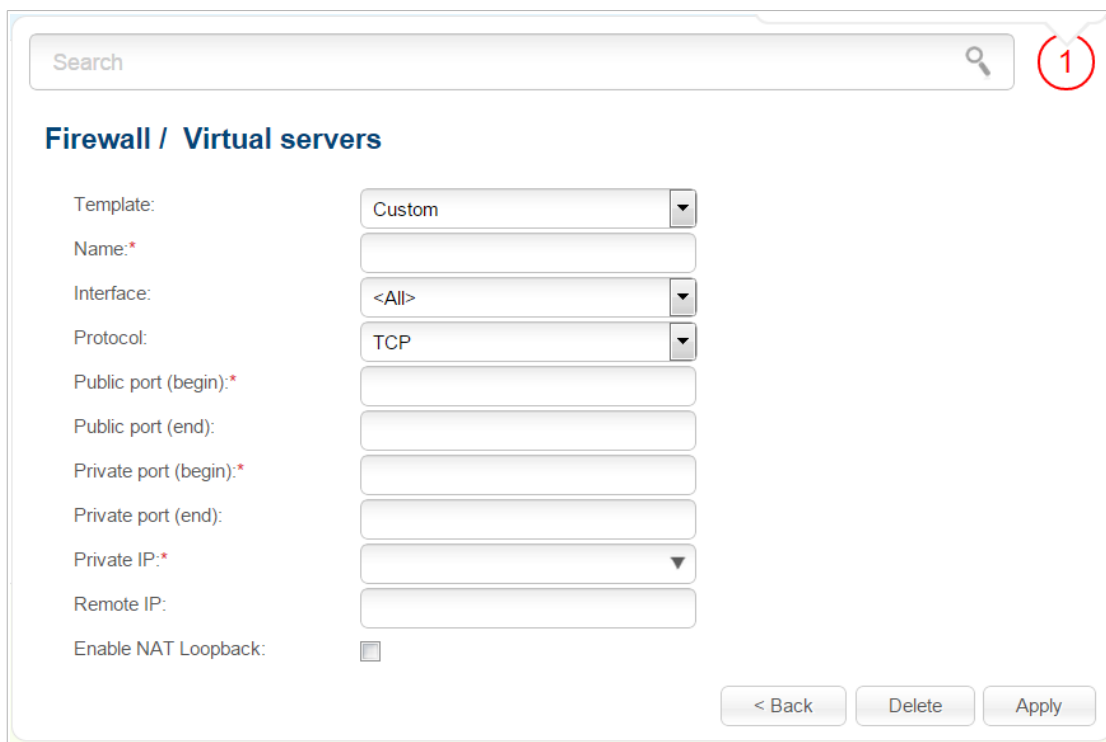 Search
1
Firewall /  Virtual servers
Template: Custom
Name:*
Interface: <All>
Protocol: TCP
Public port (begin):*
Public port (end):
Private port (begin):*
Private port (end):
Private IP:*
Remote IP:
Enable NAT Loopback:
< Back Delete Apply